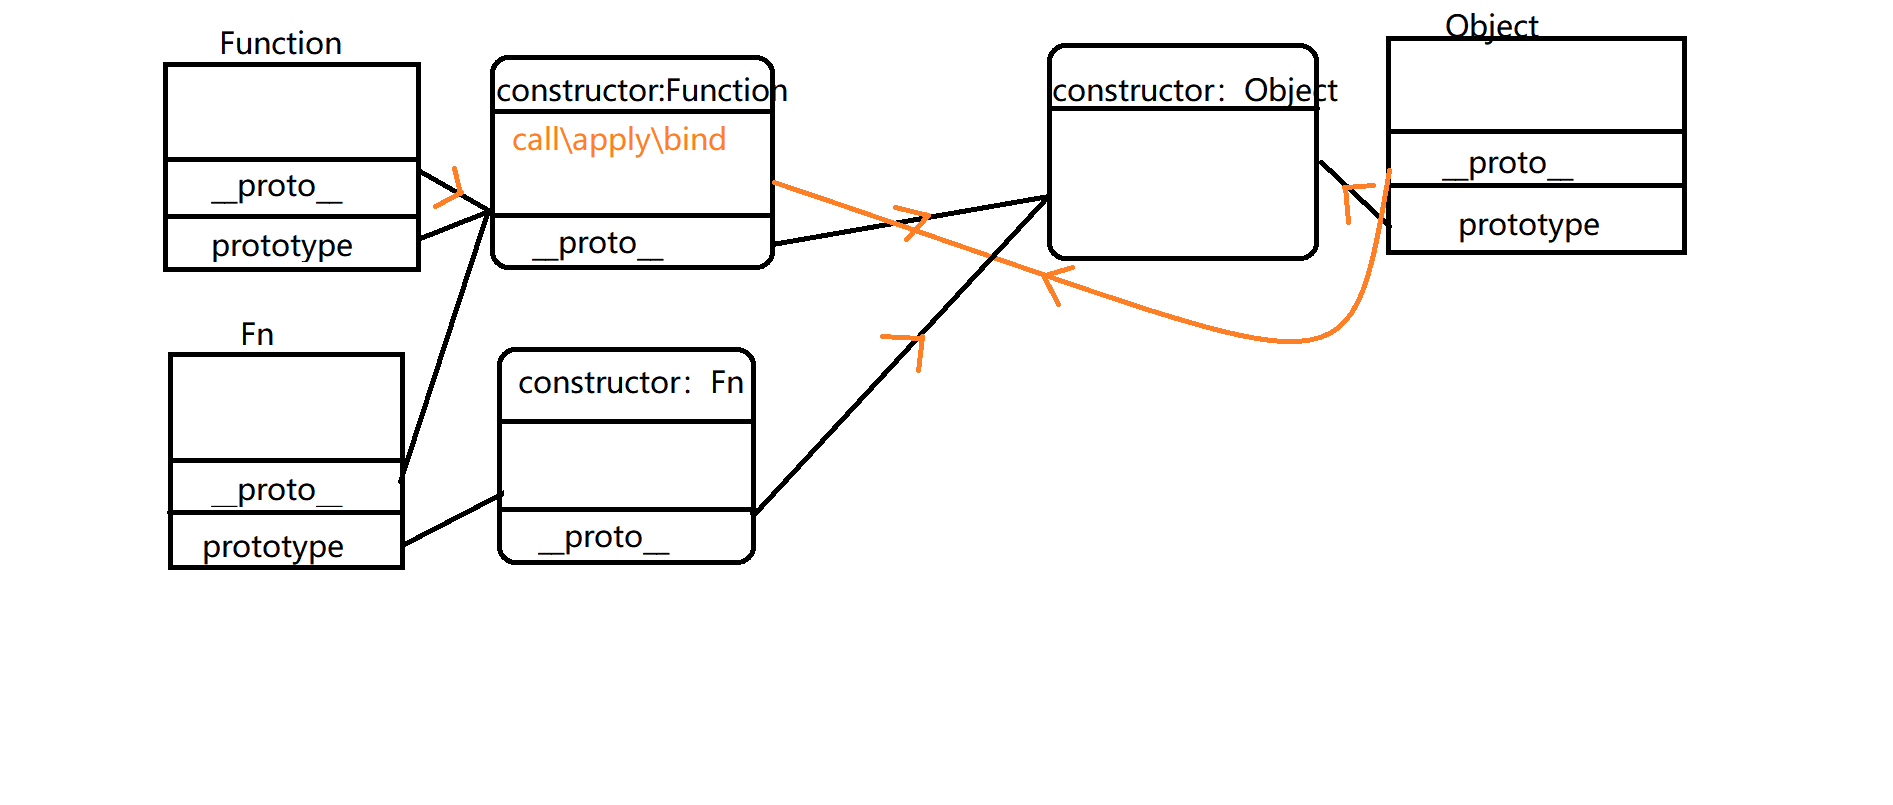 Function
__proto__
prototype
constructor:Function
call\apply\bind
__proto__
constructor：Object
Object
__proto__
prototype
Fn
__proto__
prototype
constructor：Fn
__proto__